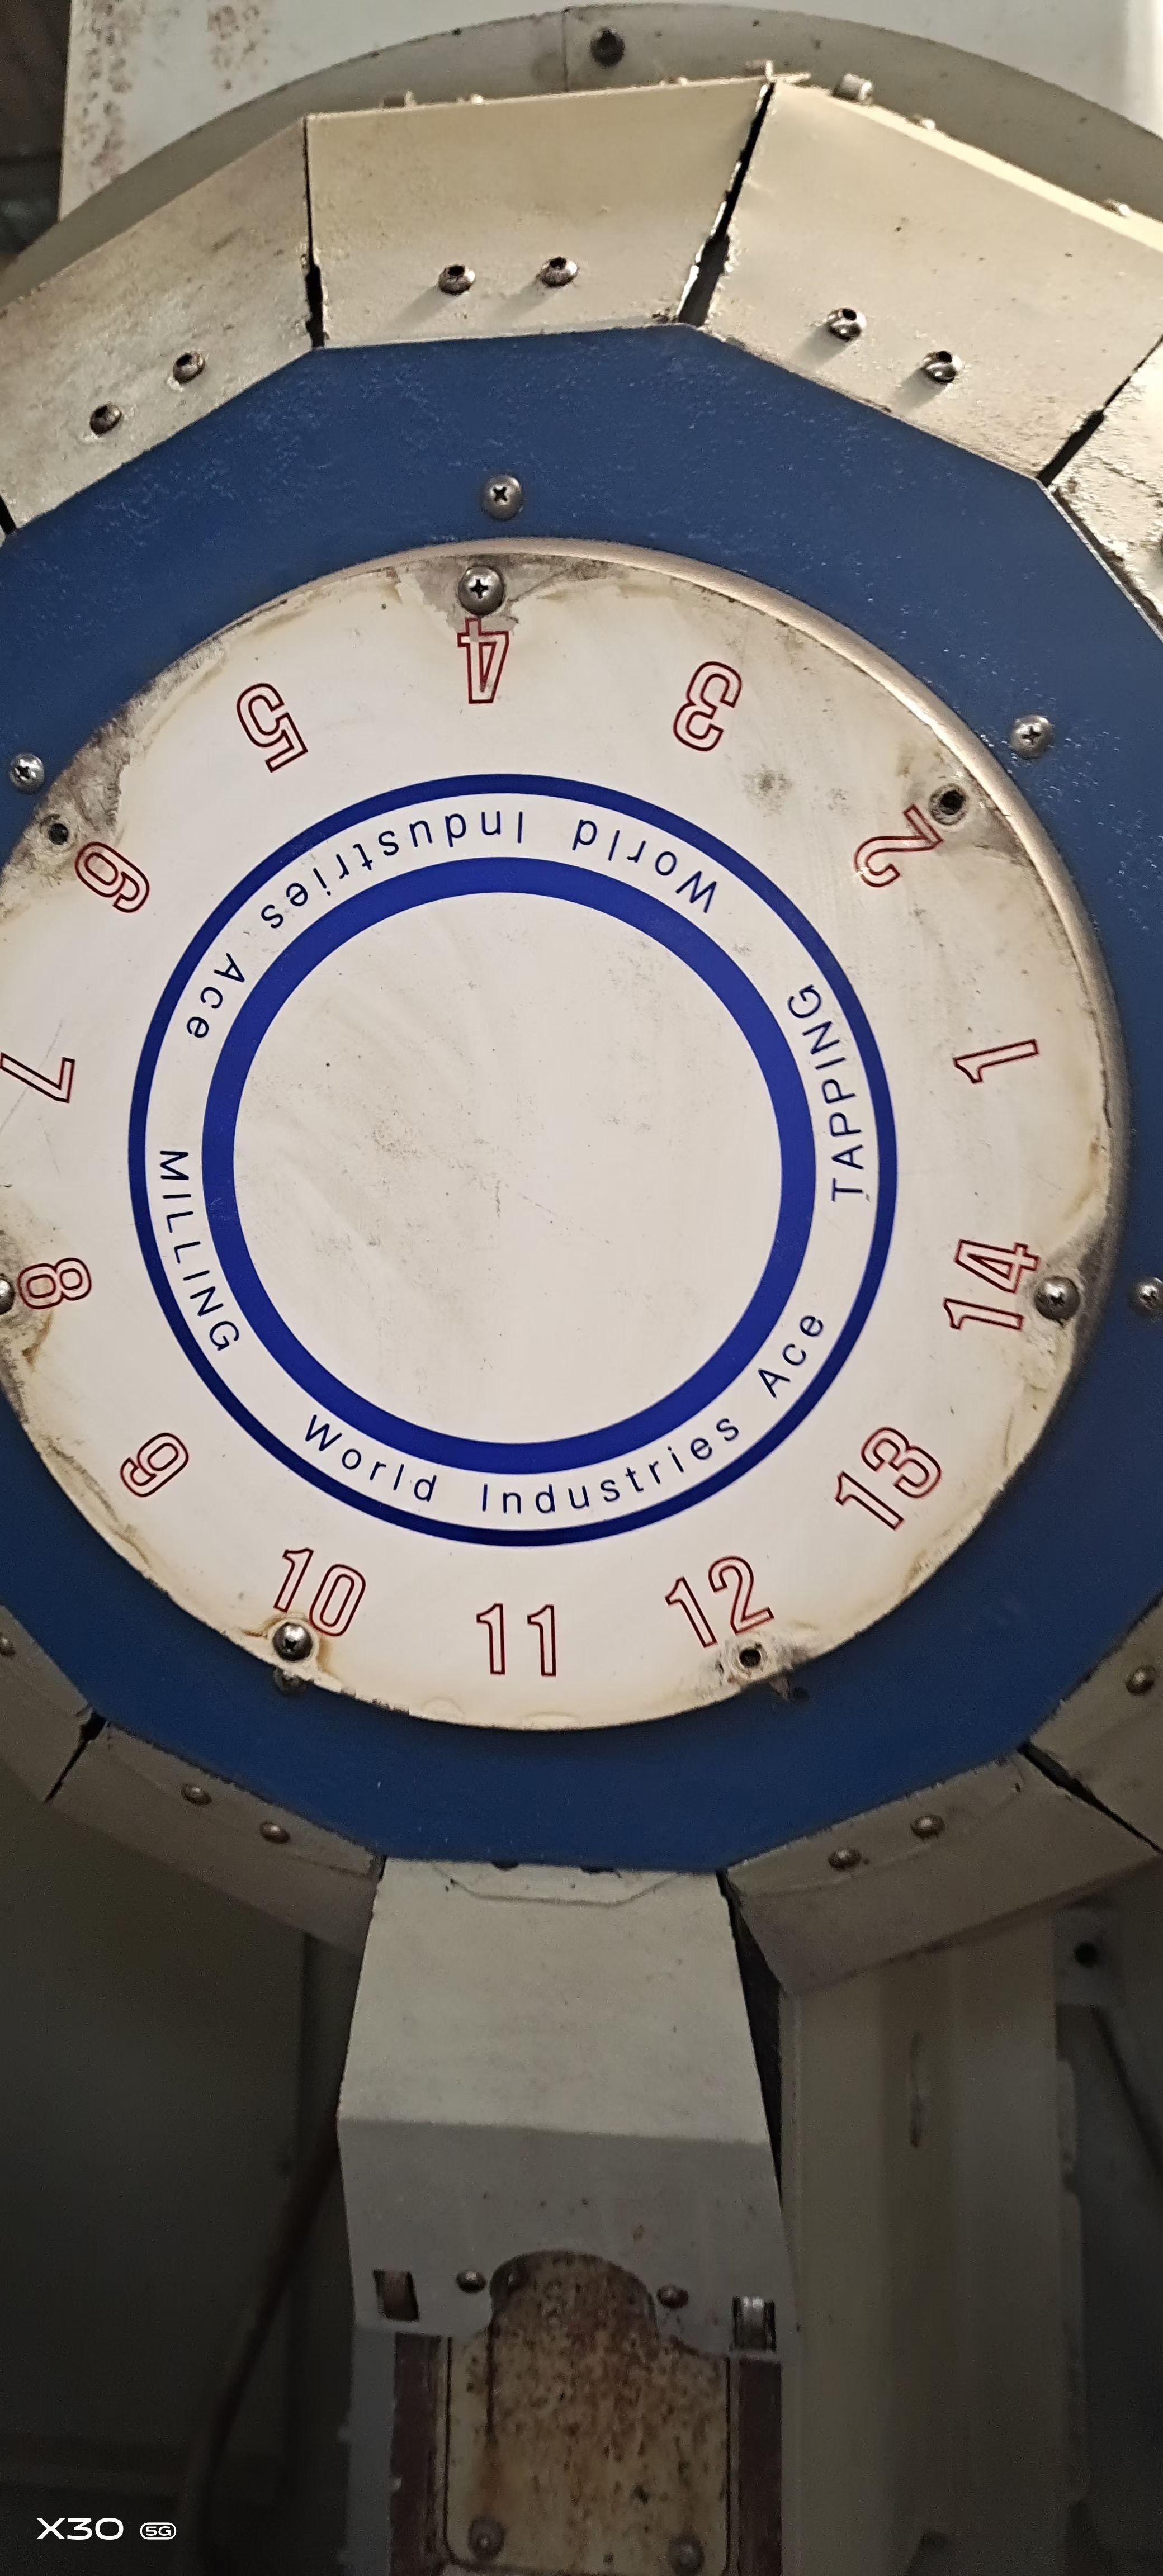 1
2
3
4
5
6
7
8
9
10
11
12
13
14
World Industries Ace
TAPPING
World Industries Ace
MILLING
X30 5G